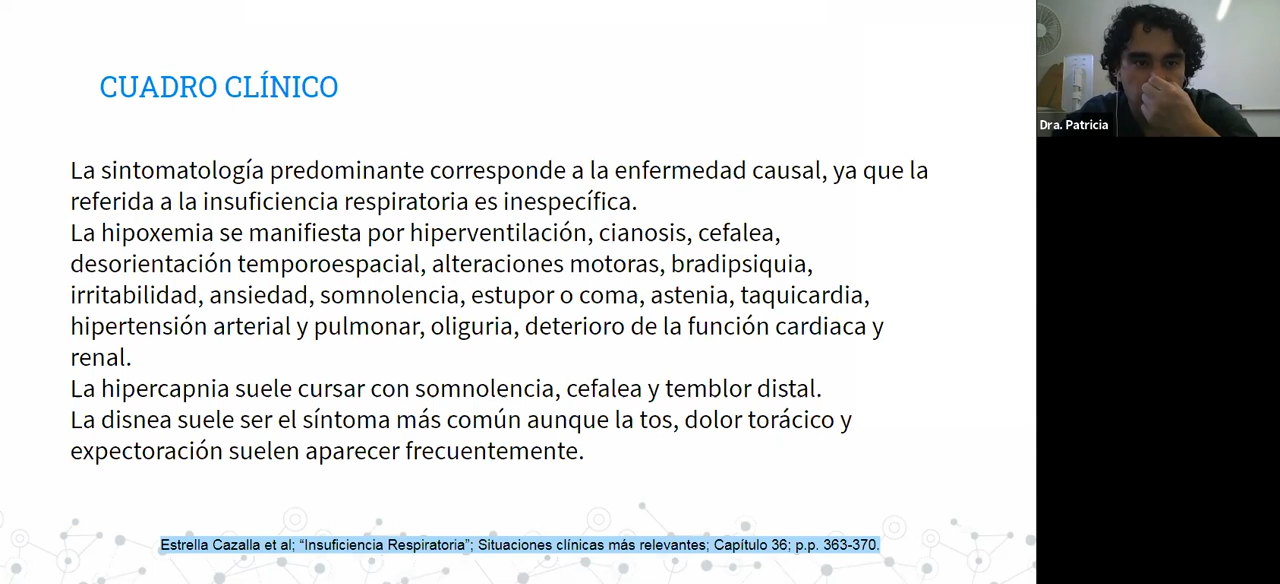 CUADRO CLÍNICO
La sintomatología predominante corresponde a la enfermedad causal, ya que la
referida a la insuficiencia respiratoria es inespecífica.
La hipoxemia se manifiesta por hiperventilación, cianosis, cefalea,
desorientación temporoespacial, alteraciones motoras, bradipsiquia,
irritabilidad, ansiedad, somnolencia, estupor o coma, astenia, taquicardia,
hipertensión arterial y pulmonar, oliguria, deterioro de la función cardiaca y
renal.
La hipercapnia suele cursar con somnolencia, cefalea y temblor distal.
La disnea suele ser el síntoma más común aunque la tos, dolor torácico y
expectoración suelen aparecer frecuentemente.
Estrella Cazalla et al; “Insuficiencia Respiratoria”; Situaciones clínicas más relevantes; Capítulo 36; p.p. 363-370.
Dra. Patricia